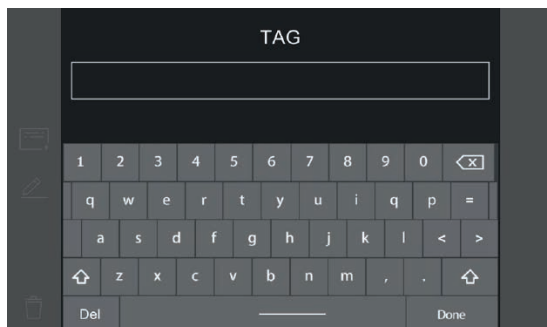 TAG
1 2 3 4 5 6 7 8 9 0
q w e r t y u i q p =
a s d f g h j k l < >
z x c v b n m , .
Del Done